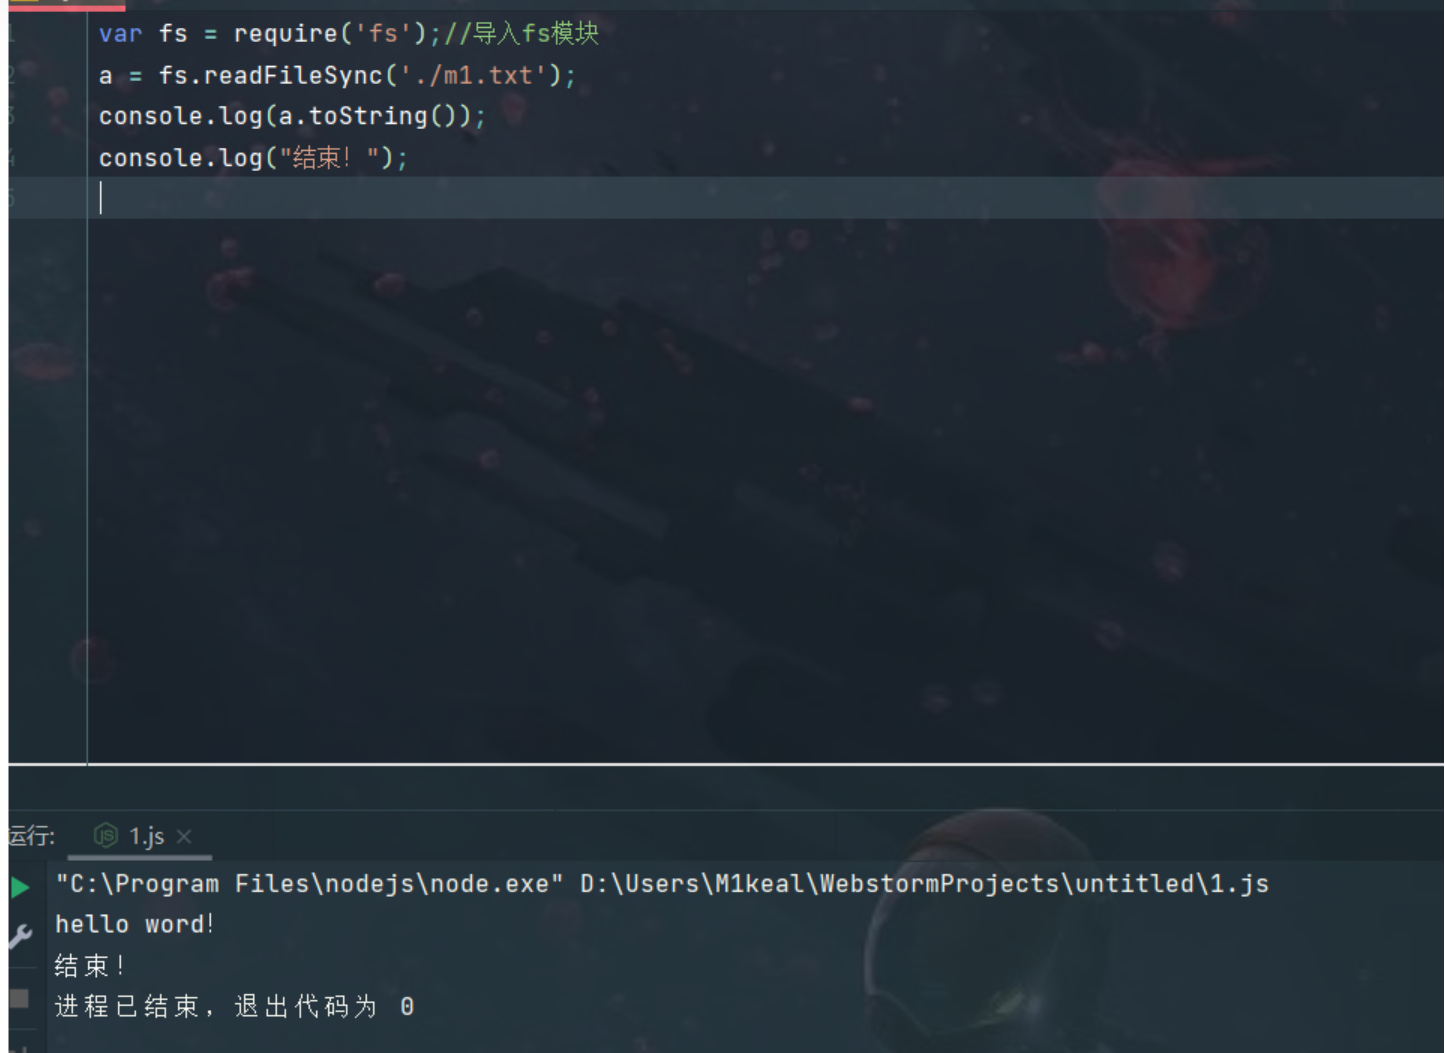 1 var fs = require('fs');//导入fs模块
2 a = fs.readFileSync('./m1.txt');
3 console.log(a.toString());
4 console.log("结束！");
5
运行: 1.js ×
"C:\Program Files\nodejs\node.exe" D:\Users\M1keal\WebstormProjects\untitled\1.js
hello word!
结束！
进程已结束，退出代码为 0